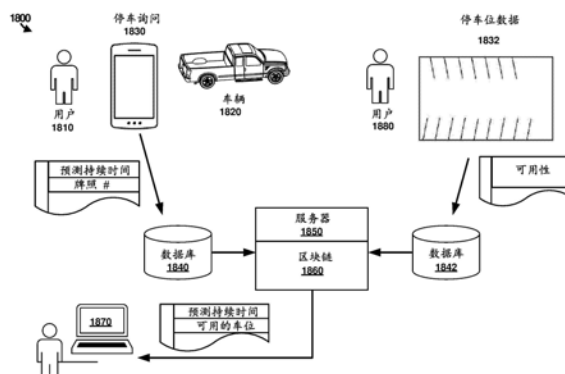 1800
停车询问
1830
停车位数据
1832
用户
1810
车辆
1820
用户
1880
预测持续时间
牌照 #
可用性
服务器
1850
数据库
1840
区块链
1860
数据库
1842
1870
预测持续时间
可用的车位